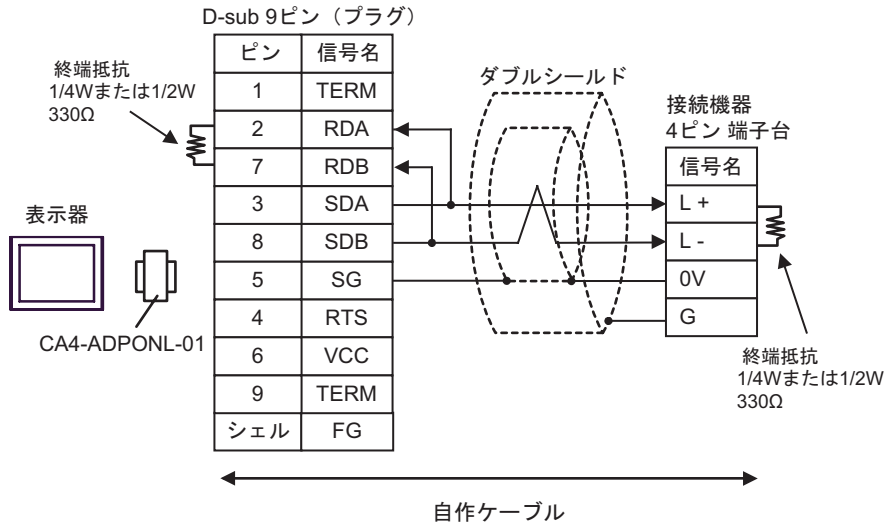 D-sub 9ピン（プラグ）
ピン 信号名
1 TERM
2 RDA
7 RDB
3 SDA
8 SDB
5 SG
4 RTS
6 VCC
9 TERM
シェル FG
終端抵抗
1/4Wまたは1/2W
330Ω
表示器
CA4-ADPONL-01
ダブルシールド
接続機器
4ピン 端子台
信号名
L +
L -
0V
G
終端抵抗
1/4Wまたは1/2W
330Ω
自作ケーブル